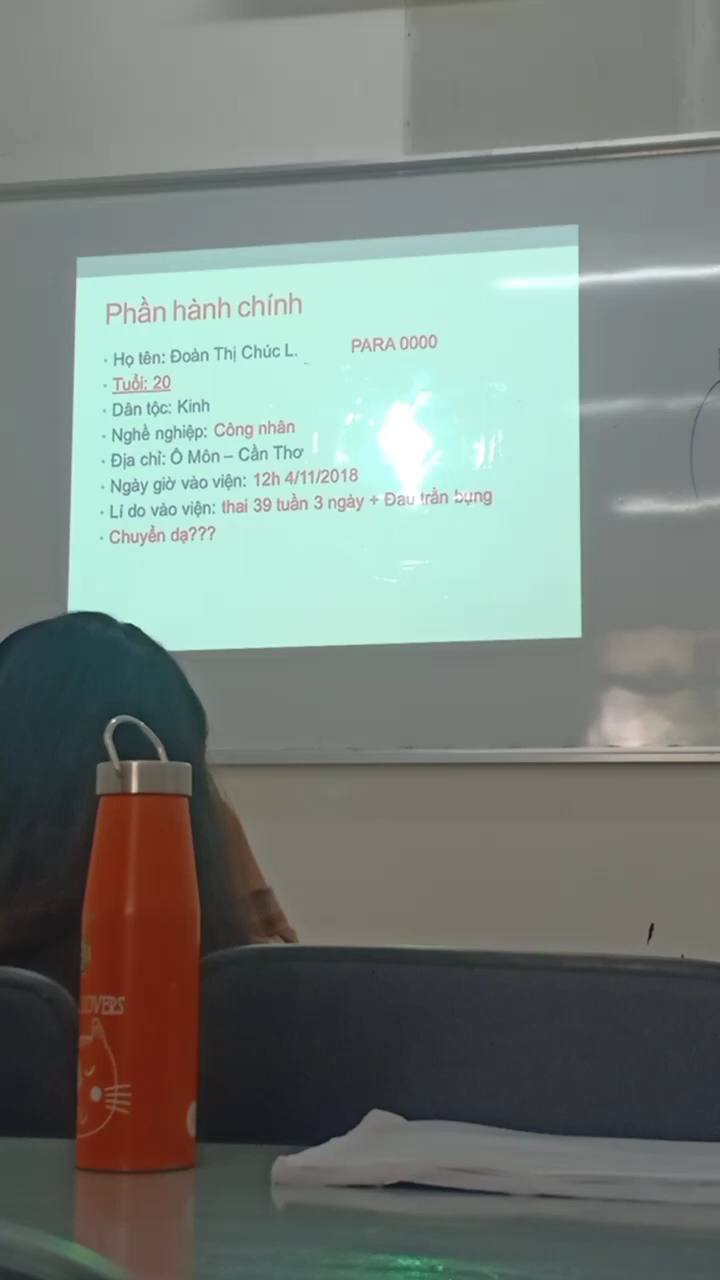 Phần hành chính
• Họ tên: Đoàn Thị Chúc L. PARA 0000
• Tuổi: 20
• Dân tộc: Kinh
• Nghề nghiệp: Công nhân
• Địa chỉ: Ô Môn – Cần Thơ
• Ngày giờ vào viện: 12h 4/11/2018
• Lí do vào viện: thai 39 tuần 3 ngày + Đau trằn bụng
• Chuyển dạ???
LOVERS